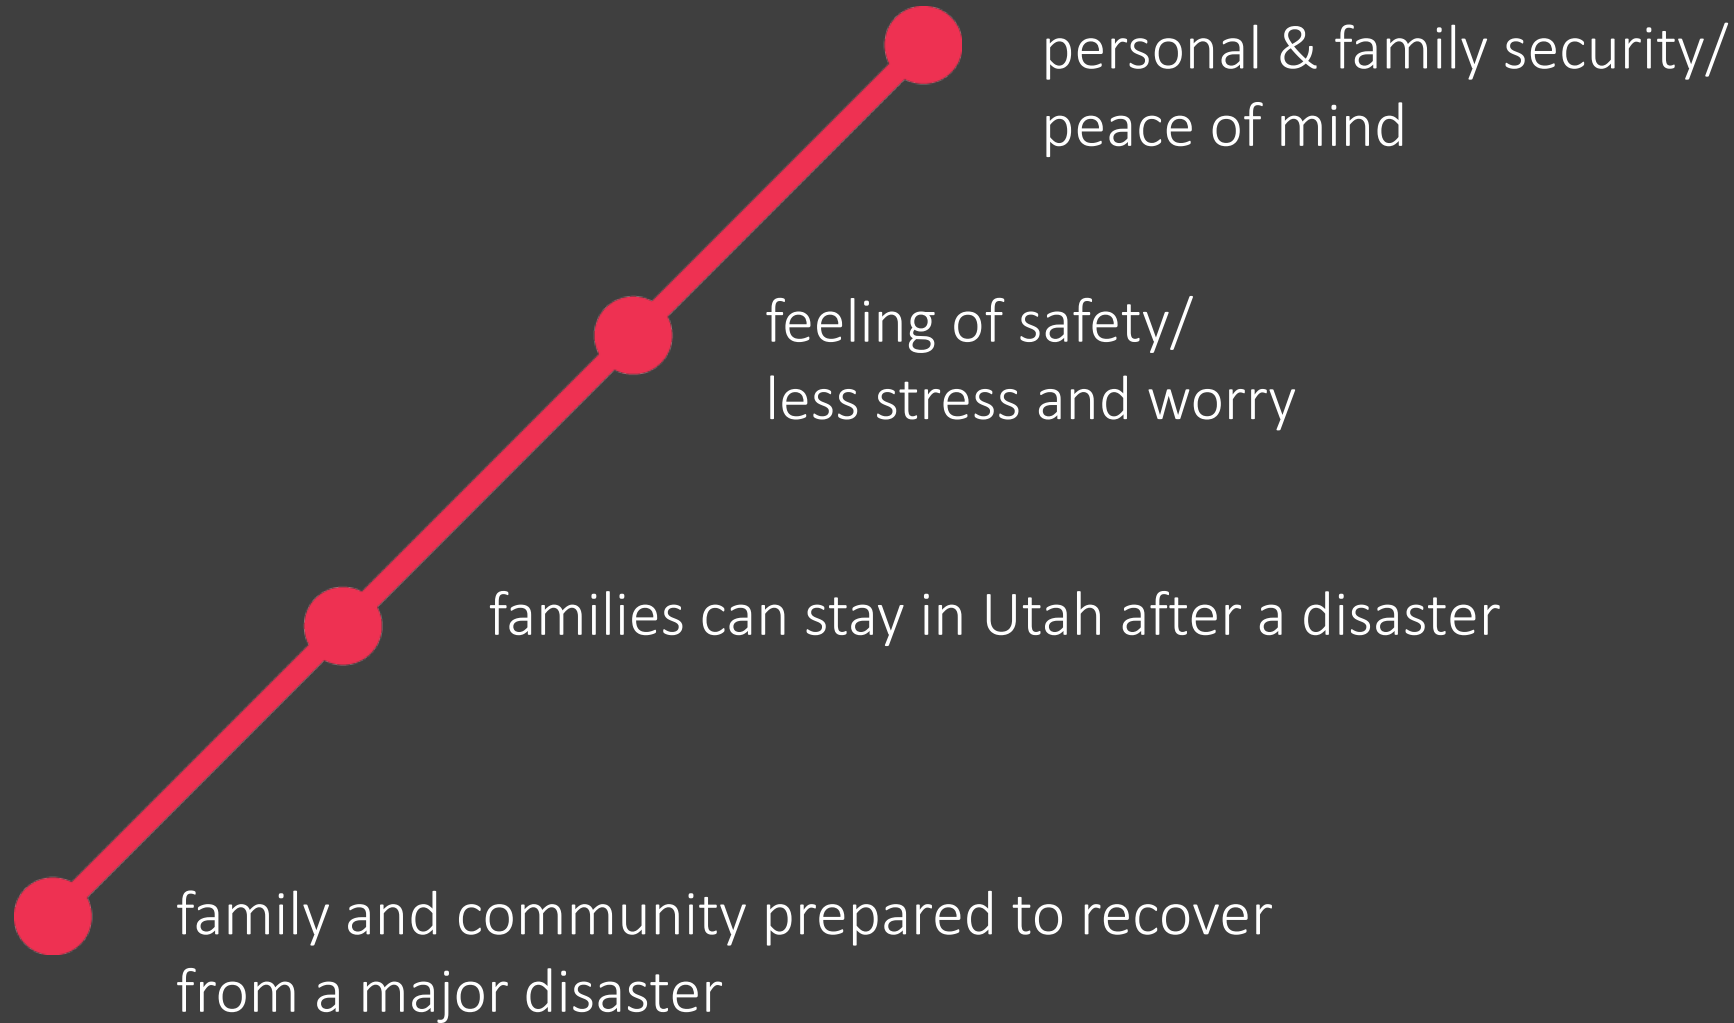 personal & family security/
peace of mind
feeling of safety/
less stress and worry
families can stay in Utah after a disaster
family and community prepared to recover
from a major disaster